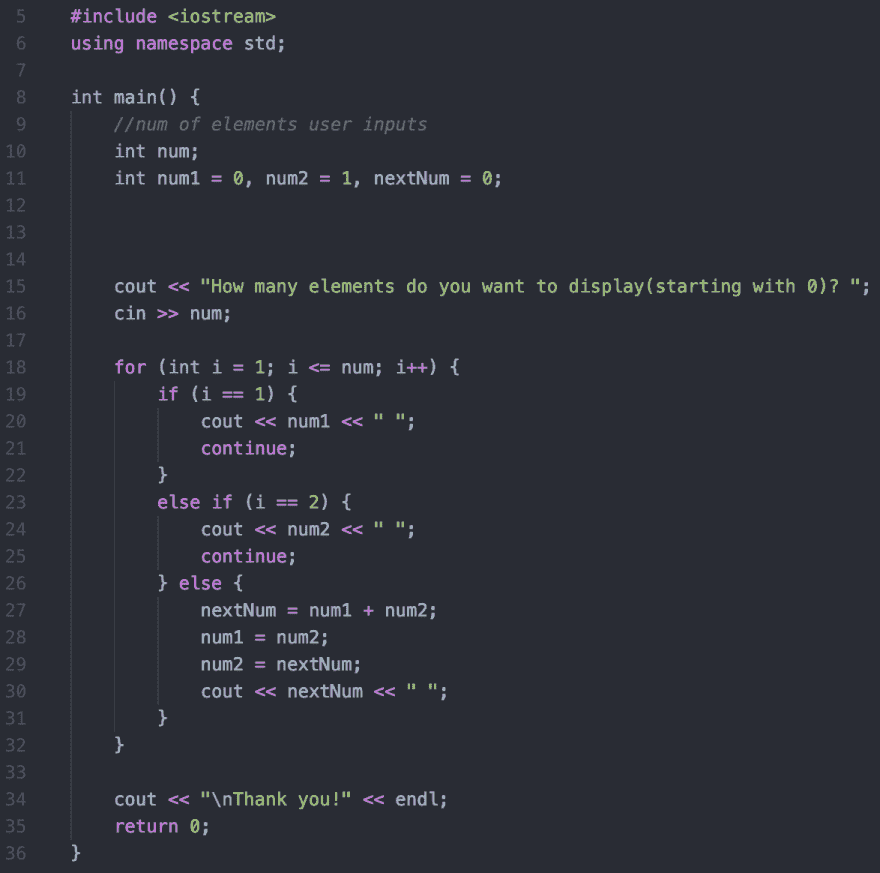 5 #include <iostream>
6 using namespace std;
7
8 int main() {
9 //num of elements user inputs
10 int num;
11 int num1 = 0, num2 = 1, nextNum = 0;
12
13
14
15 cout << "How many elements do you want to display(starting with 0)? ";
16 cin >> num;
17
18 for (int i = 1; i <= num; i++) {
19 if (i == 1) {
20 cout << num1 << " ";
21 continue;
22 }
23 else if (i == 2) {
24 cout << num2 << " ";
25 continue;
26 } else {
27 nextNum = num1 + num2;
28 num1 = num2;
29 num2 = nextNum;
30 cout << nextNum << " ";
31 }
32 }
33
34 cout << "\nThank you!" << endl;
35 return 0;
36 }